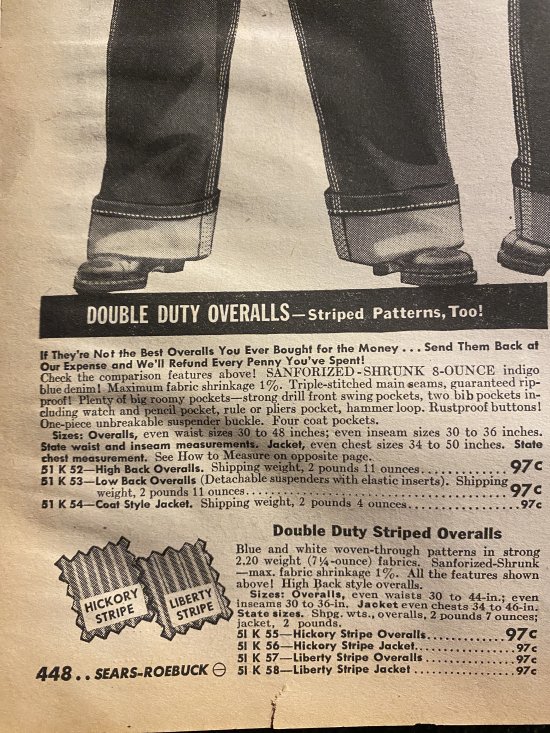 DOUBLE DUTY OVERALLS—Striped Patterns, Too!
If They're Not the Best Overalls You Ever Bought for the Money . . . Send Them Back at
Our Expense and We'll Refund Every Penny You've Spent!
Check the comparison features above! SANFORIZED-SHRUNK 8-OUNCE indigo
blue denim! Maximum fabric shrinkage 1%. Triple-stitched main seams, guaranteed rip-
proof! Plenty of big roomy pockets—strong drill front swing pockets, two bib pockets in-
cluding watch and pencil pocket, rule or pliers pocket, hammer loop. Rustproof buttons!
One-piece unbreakable suspender buckle. Four coat pockets.
Sizes: Overalls, even waist sizes 30 to 48 inches; even inseam sizes 30 to 36 inches.
State waist and inseam measurements. Jacket, even chest sizes 34 to 50 inches. State
chest measurement. See How to Measure on opposite page.
51 K 52—High Back Overalls. Shipping weight, 2 pounds 11 ounces..............97c
51 K 53—Low Back Overalls (Detachable suspenders with elastic inserts). Shipping
weight, 2 pounds 11 ounces..............97c
51 K 54—Coat Style Jacket. Shipping weight, 2 pounds 4 ounces..............97c
Double Duty Striped Overalls
Blue and white woven-through patterns in strong
2.20 weight (7¼-ounce) fabrics. Sanforized-Shrunk
—max. fabric shrinkage 1%. All the features shown
above! High Back style overalls.
Sizes: Overalls, even waists 30 to 44-in.; even
inseams 30 to 36-in. Jacket even chests 34 to 46-in.
State sizes. Shpg. wts., overalls, 2 pounds 7 ounces;
jacket, 2 pounds.
51 K 55—Hickory Stripe Overalls..............97c
51 K 56—Hickory Stripe Jacket..............97c
51 K 57—Liberty Stripe Overalls..............97c
51 K 58—Liberty Stripe Jacket..............97c
HICKORY
STRIPE
LIBERTY
STRIPE
448 . . SEARS-ROEBUCK